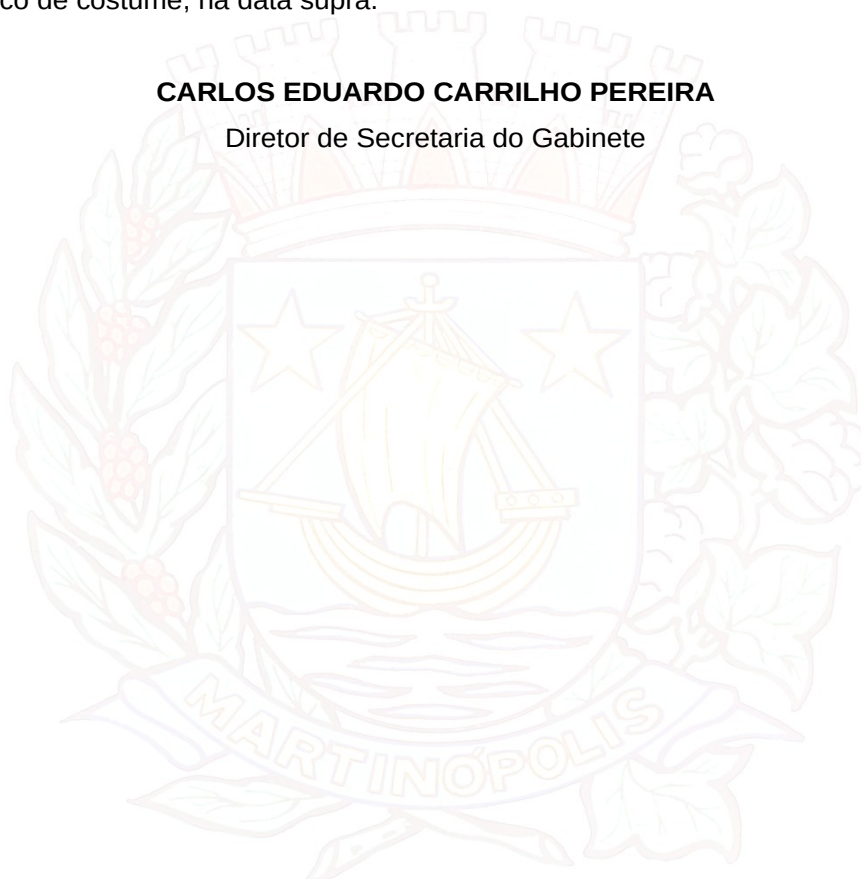 co de costume, na data supra.
CARLOS EDUARDO CARRILHO PEREIRA
Diretor de Secretaria do Gabinete
MARTINÓPOLIS